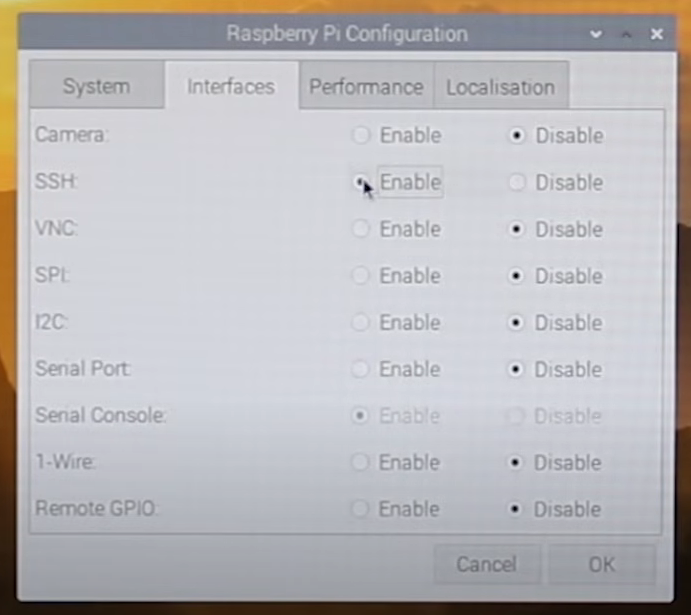 Raspberry Pi Configuration
System Interfaces Performance Localisation
Camera: Enable Disable
SSH: Enable Disable
VNC: Enable Disable
SPI: Enable Disable
I2C: Enable Disable
Serial Port: Enable Disable
Serial Console: Enable Disable
1-Wire: Enable Disable
Remote GPIO: Enable Disable
Cancel OK